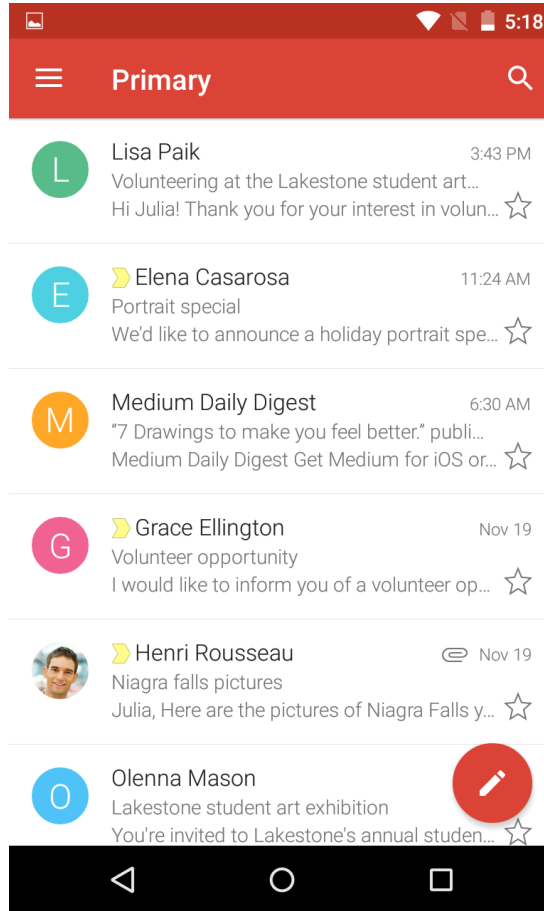 5:18
Primary
L
Lisa Paik
3:43 PM
Volunteering at the Lakestone student art...
Hi Julia! Thank you for your interest in volun...
E
Elena Casarosa
11:24 AM
Portrait special
We'd like to announce a holiday portrait spe...
M
Medium Daily Digest
6:30 AM
“7 Drawings to make you feel better.” publi...
Medium Daily Digest Get Medium for iOS or...
G
Grace Ellington
Nov 19
Volunteer opportunity
I would like to inform you of a volunteer op...
Henri Rousseau
Nov 19
Niagra falls pictures
Julia, Here are the pictures of Niagra Falls y...
O
Olenna Mason
Lakestone student art exhibition
You're invited to Lakestone's annual studen...